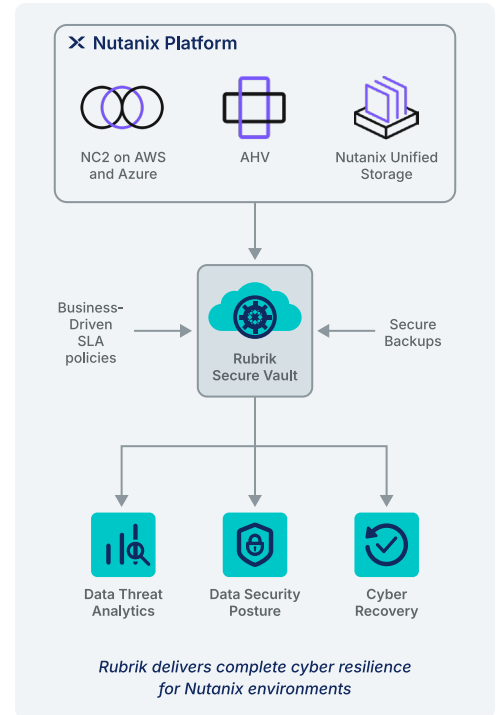 Nutanix Platform
NC2 on AWS
and Azure
AHV
Nutanix Unified
Storage
Business-
Driven
SLA
policies
Rubrik
Secure Vault
Secure
Backups
Data Threat
Analytics
Data Security
Posture
Cyber
Recovery
Rubrik delivers complete cyber resilience
for Nutanix environments